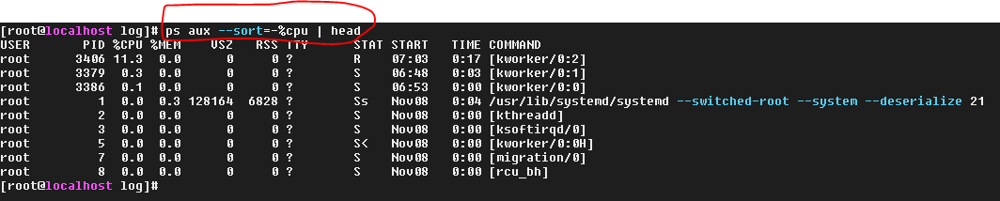 [root@localhost log]# ps aux --sort=-%cpu | head
USER       PID %CPU %MEM    VSZ   RSS TTY      STAT START   TIME COMMAND
root      3406 11.3  0.0      0     0 ?        R    07:03   0:17 [kworker/0:2]
root      3379  0.3  0.0      0     0 ?        S    06:48   0:03 [kworker/0:1]
root      3386  0.1  0.0      0     0 ?        S    06:53   0:00 [kworker/0:0]
root         1  0.0  0.3 128164  6828 ?        Ss   Nov08   0:04 /usr/lib/systemd/systemd --switched-root --system --deserialize 21
root         2  0.0  0.0      0     0 ?        S    Nov08   0:00 [kthreadd]
root         3  0.0  0.0      0     0 ?        S    Nov08   0:00 [ksoftirqd/0]
root         5  0.0  0.0      0     0 ?        S<   Nov08   0:00 [kworker/0:0H]
root         7  0.0  0.0      0     0 ?        S    Nov08   0:00 [migration/0]
root         8  0.0  0.0      0     0 ?        S    Nov08   0:00 [rcu_bh]
[root@localhost log]#